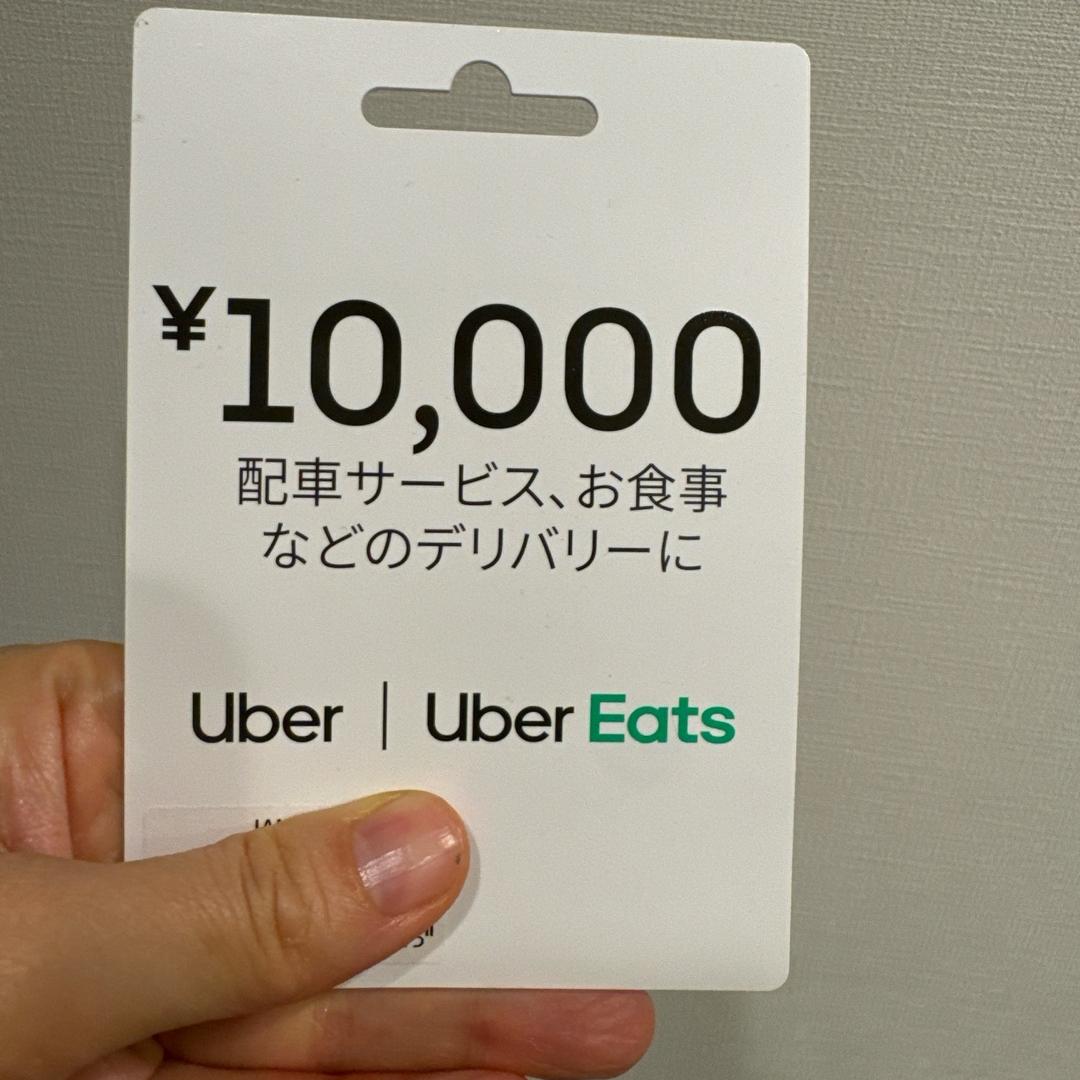 ¥10,000
配車サービス、お食事
などのデリバリーに
Uber | Uber Eats